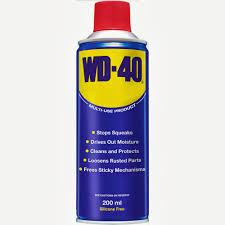 WD-40
MULTI-USE PRODUCT
• Stops Squeaks
• Drives Out Moisture
• Cleans and Protects
• Loosens Rusted Parts
• Frees Sticky Mechanisms
200 ml
Silicone Free